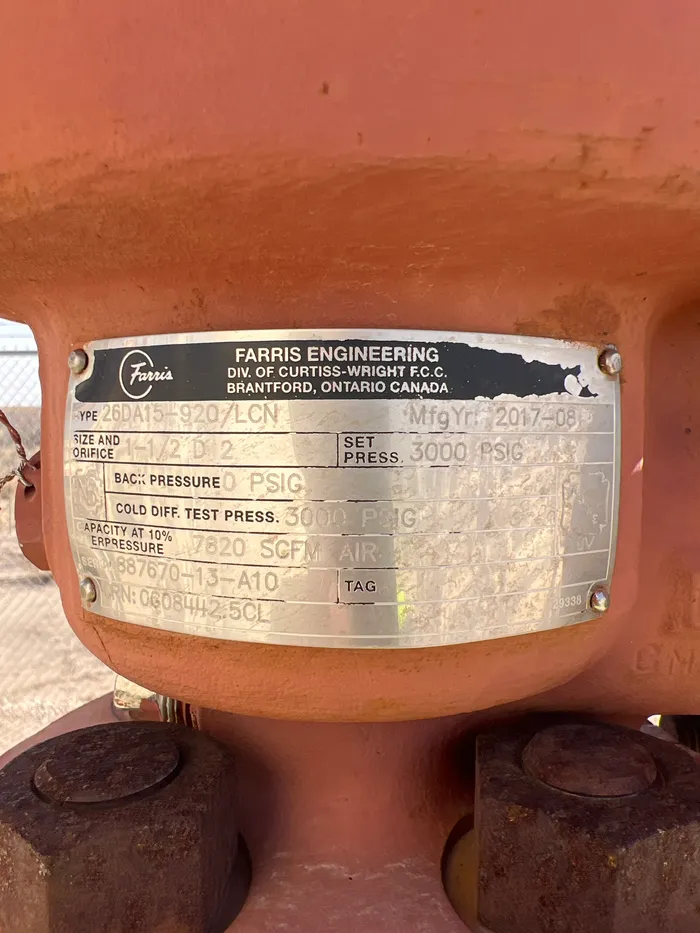 Farris
FARRIS ENGINEERING
DIV. OF CURTISS-WRIGHT F.C.C.
BRANTFORD, ONTARIO CANADA
YPE 26DA15-920/LCN MfgYr: 2017-08
SIZE AND ORIFICE 1-1/2 D 2 SET PRESS. 3000 PSIG
BACK PRESSURE 0 PSIG
COLD DIFF. TEST PRESS. 3000 PSIG
APACITY AT 10% ERPRESSURE 7820 SCFM AIR
887670-13-A10 TAG
RN: 0G08442.5CL 29338